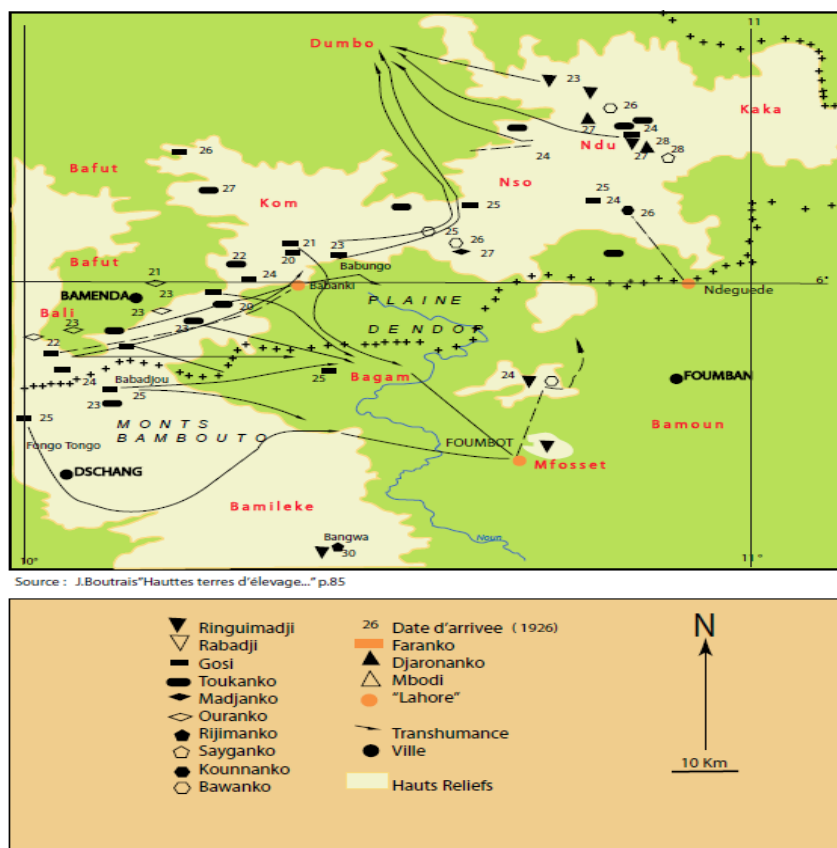 11
Dumbo
23
Kaka
26
27
24
Ndu
28
27
28
24
Bafut
26
Nso
27
Kom
25
25
24
26
25
26
27
21
20
23
Babungo
22
24
Bafut
21
6°
Babanki
Ndeguede
BAMENDA
23
23
20
PLAINE
DENDOP
Bali
23
22
23
24
Babadjou
25
23
25
Bagam
24
FOUMBAN
25
MONTS
BAMBOUTO
Fongo Tongo
FOUMBOT
Bamoun
Mfosset
DSCHANG
Bamileke
Noun
Bangwa
30
10°
11°
Source : J.Boutrais"Hauttes terres d'élevage..." p.85
Ringuimadji
Rabadji
Gosi
Toukanko
Madjanko
Ouranko
Rijimanko
Sayganko
Kounnanko
Bawanko
26 Date d'arrivee (1926)
Faranko
Djaronanko
Mbodi
"Lahore"
Transhumance
Ville
Hauts Reliefs
N
10 Km